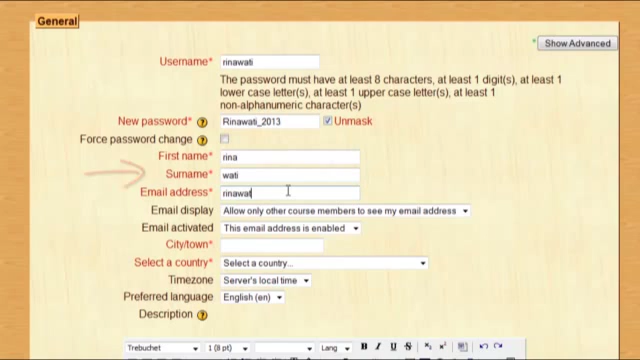 General
* Show Advanced
Username* rinawati
The password must have at least 8 characters, at least 1 digit(s), at least 1
lower case letter(s), at least 1 upper case letter(s), at least 1
non-alphanumeric character(s)
New password* ? Rinawati_2013 Unmask
Force password change ?
First name* rina
Surname* wati
Email address* rinawat
Email display Allow only other course members to see my email address
Email activated This email address is enabled
City/town*
Select a country* Select a country...
Timezone Server's local time
Preferred language English (en)
Description ?
Trebuchet 1 (8 pt) Lang B I U S